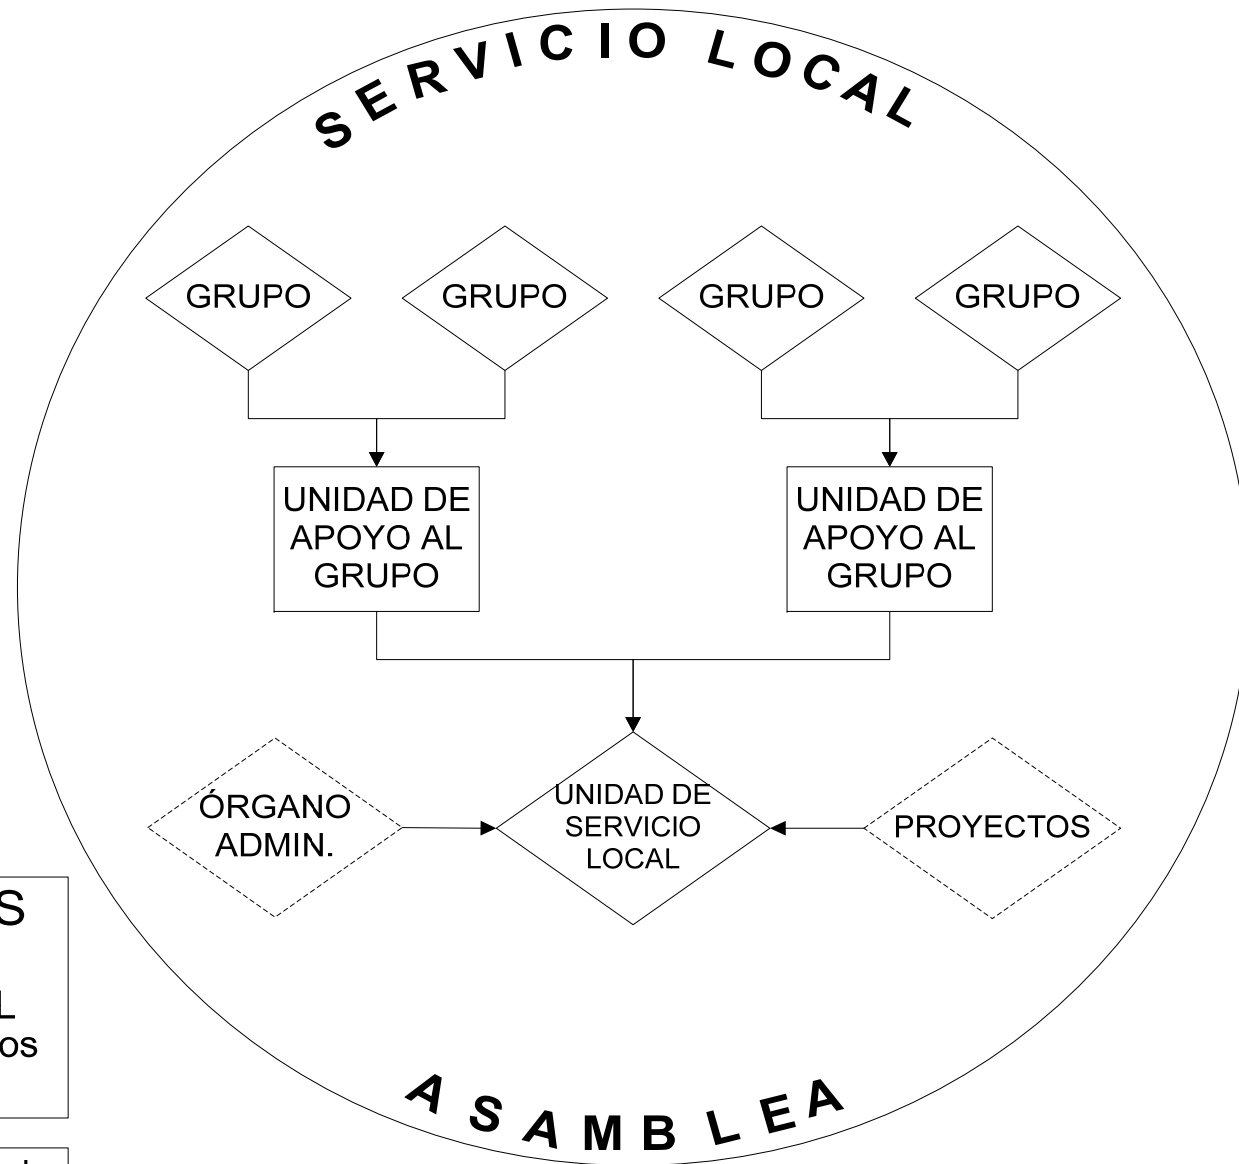 SERVICIO LOCAL
GRUPO
GRUPO
GRUPO
GRUPO
UNIDAD DE
APOYO AL
GRUPO
UNIDAD DE
APOYO AL
GRUPO
ÓRGANO
ADMIN.
UNIDAD DE
SERVICIO
LOCAL
PROYECTOS
S
L
os
ASAMBLEA